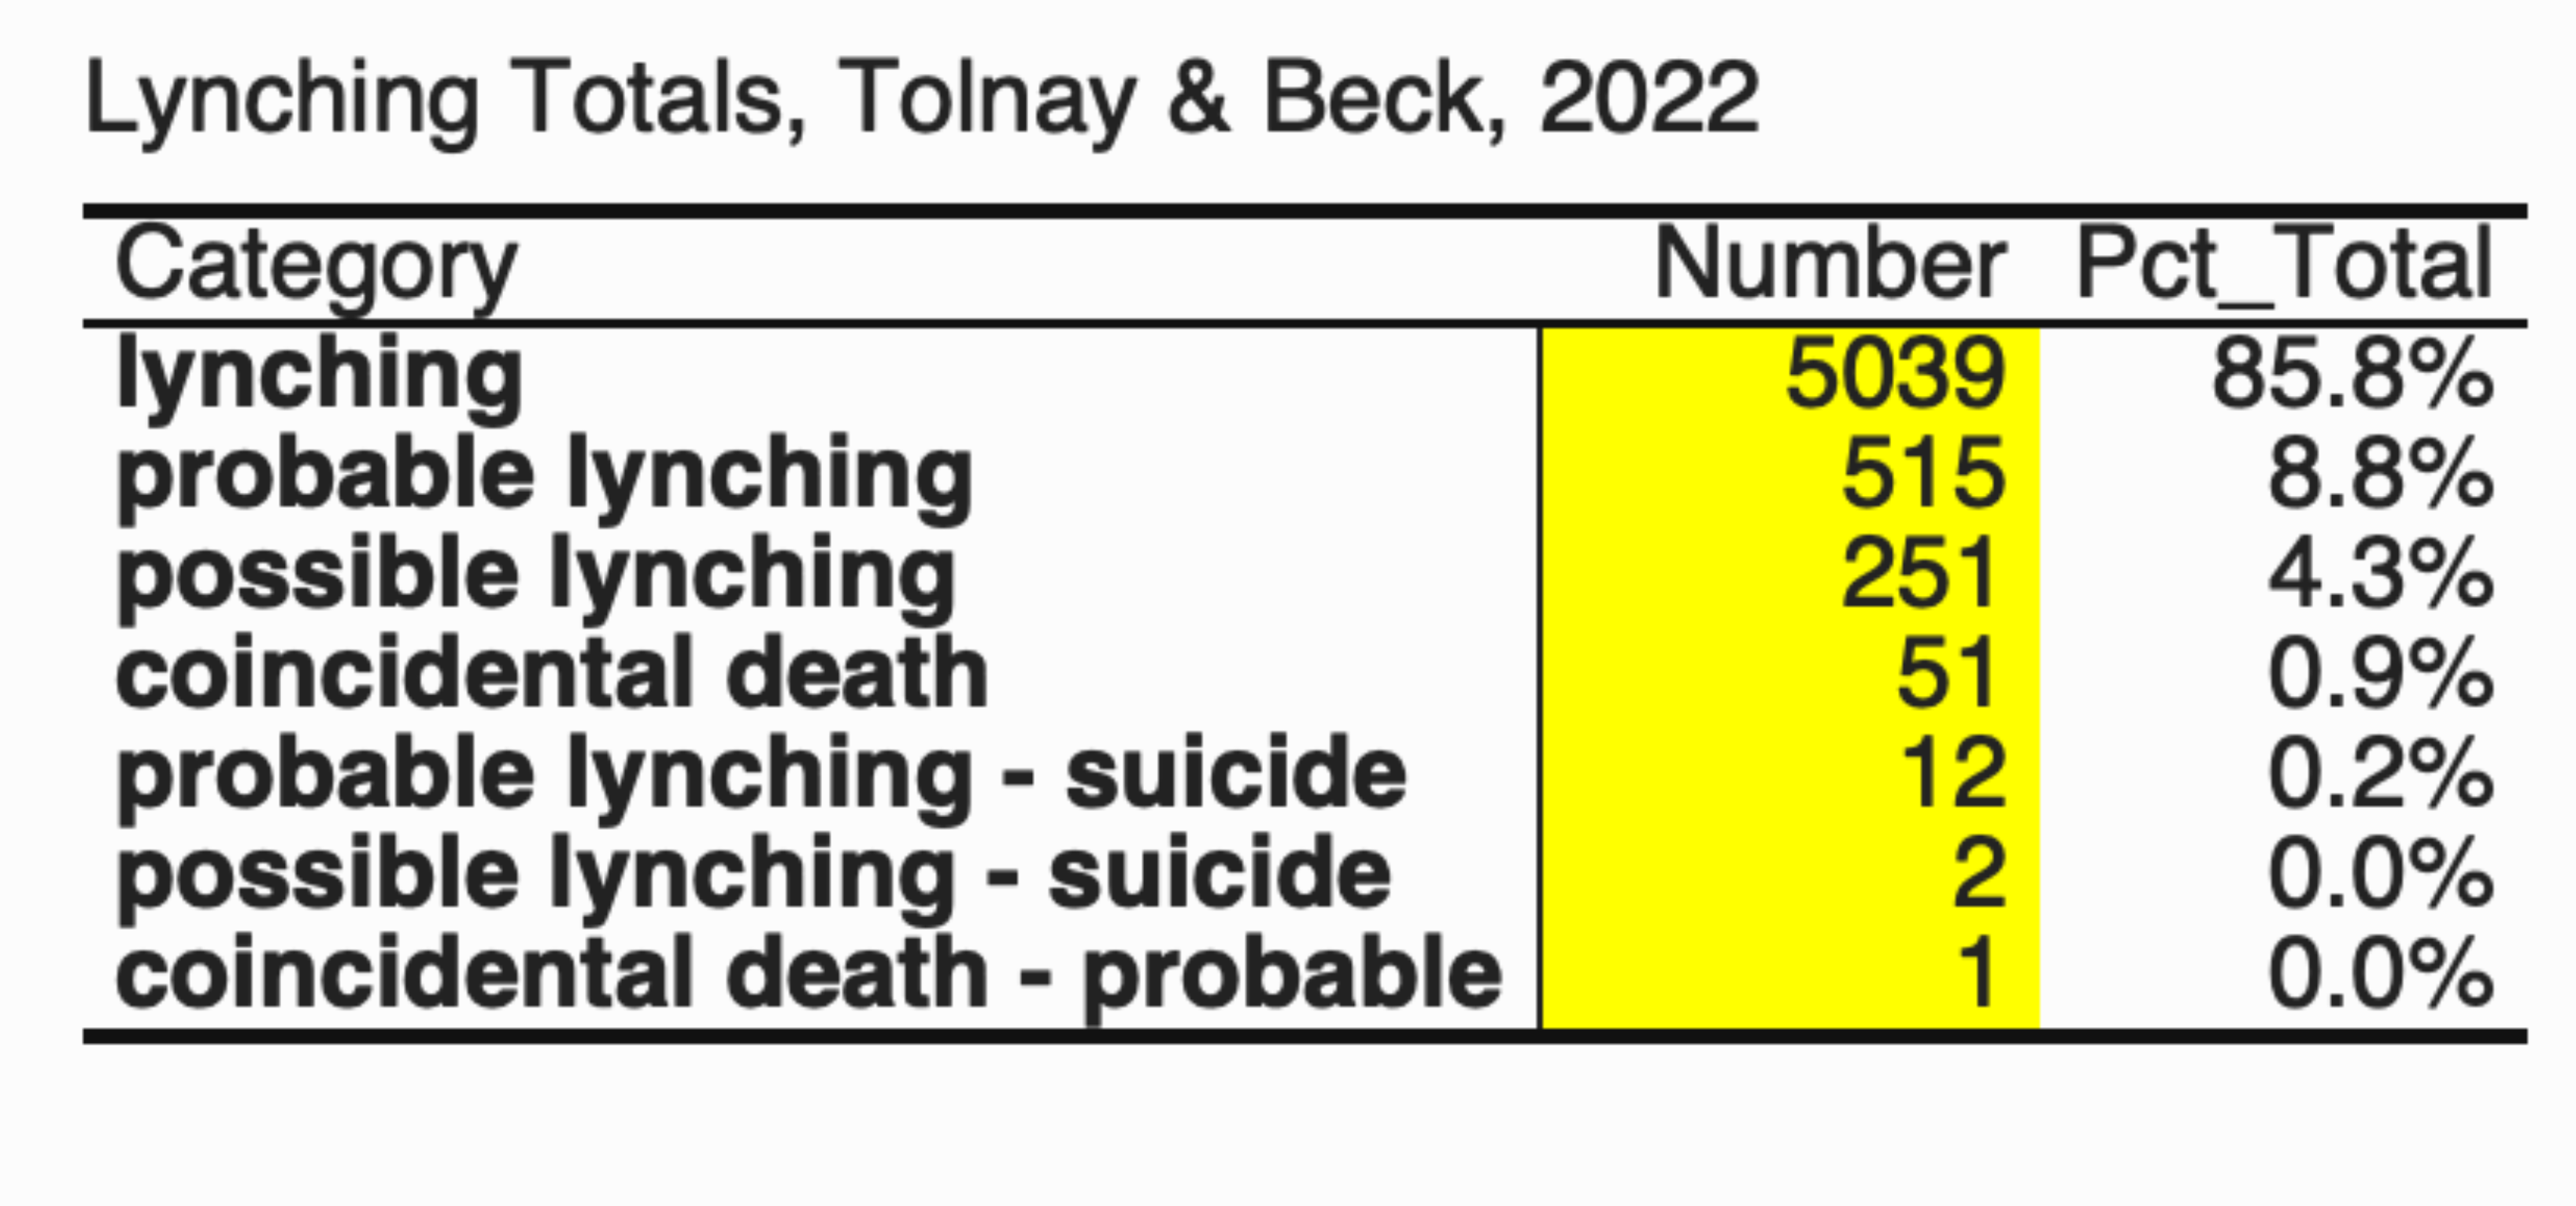 Lynching Totals, Tolnay & Beck, 2022
Category Number Pct_Total
lynching 5039 85.8%
probable lynching 515 8.8%
possible lynching 251 4.3%
coincidental death 51 0.9%
probable lynching - suicide 12 0.2%
possible lynching - suicide 2 0.0%
coincidental death - probable 1 0.0%